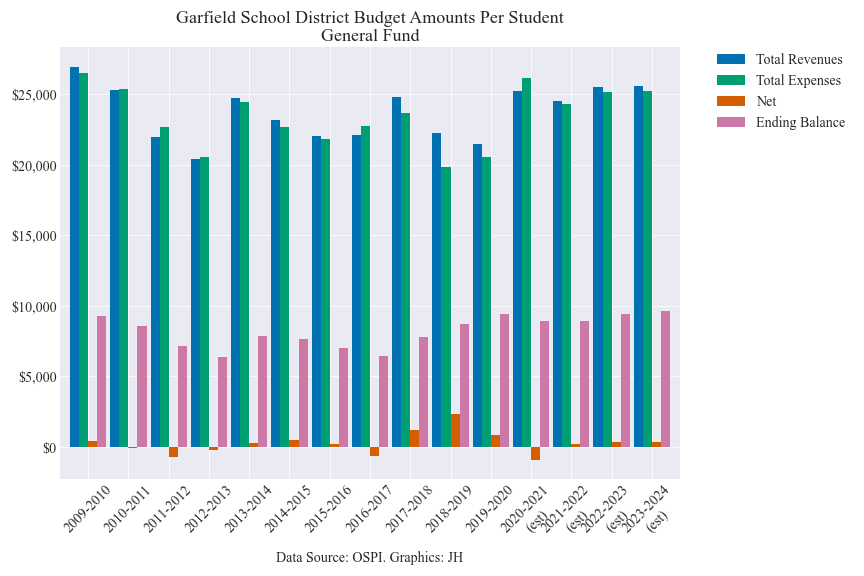 Garfield School District Budget Amounts Per Student
General Fund
Total Revenues
Total Expenses
Net
Ending Balance
$25,000
$20,000
$15,000
$10,000
$5,000
$0
2009-2010
2010-2011
2011-2012
2012-2013
2013-2014
2014-2015
2015-2016
2016-2017
2017-2018
2018-2019
2019-2020
2020-2021
(est)
2021-2022
(est)
2022-2023
(est)
2023-2024
(est)
Data Source: OSPI. Graphics: JH